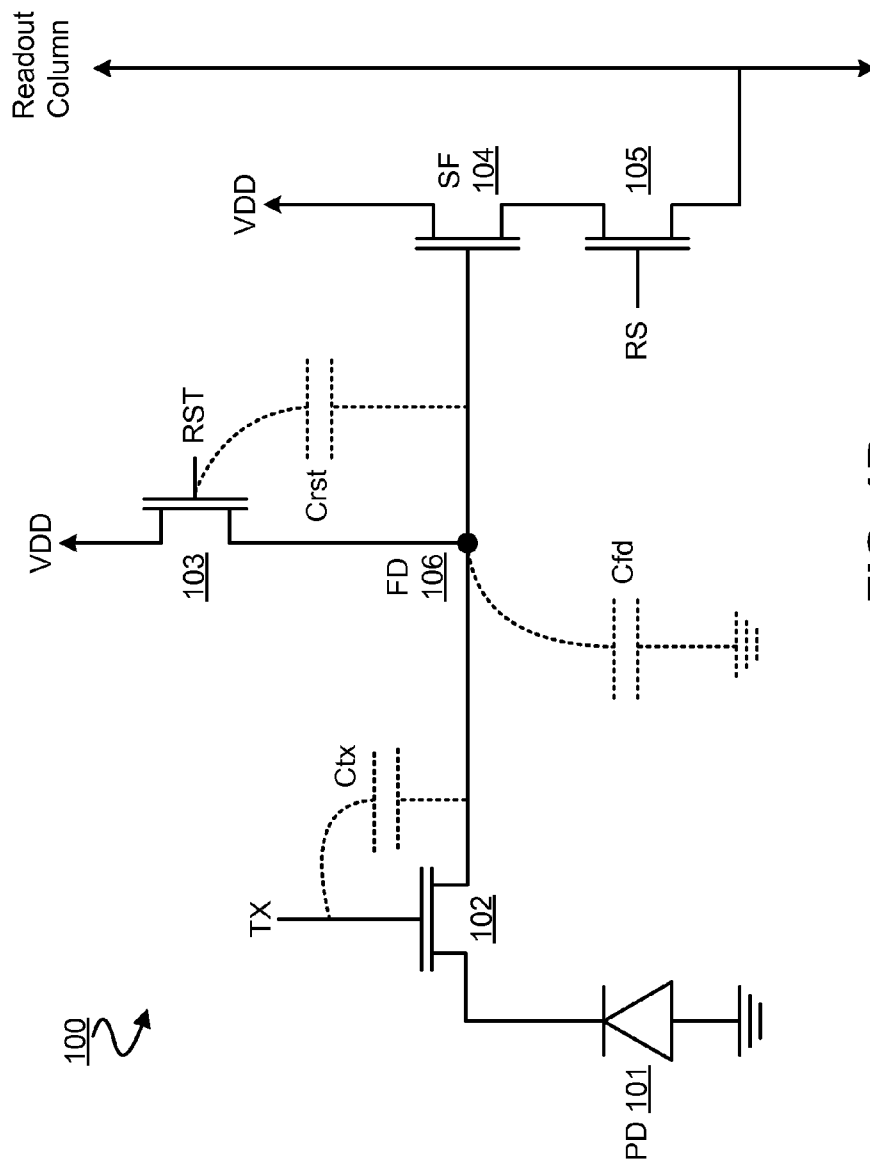 100
Readout
Column
VDD
VDD
RST
SF
104
103
Crst
105
FD
106
RS
TX
Ctx
Cfd
102
PD 101